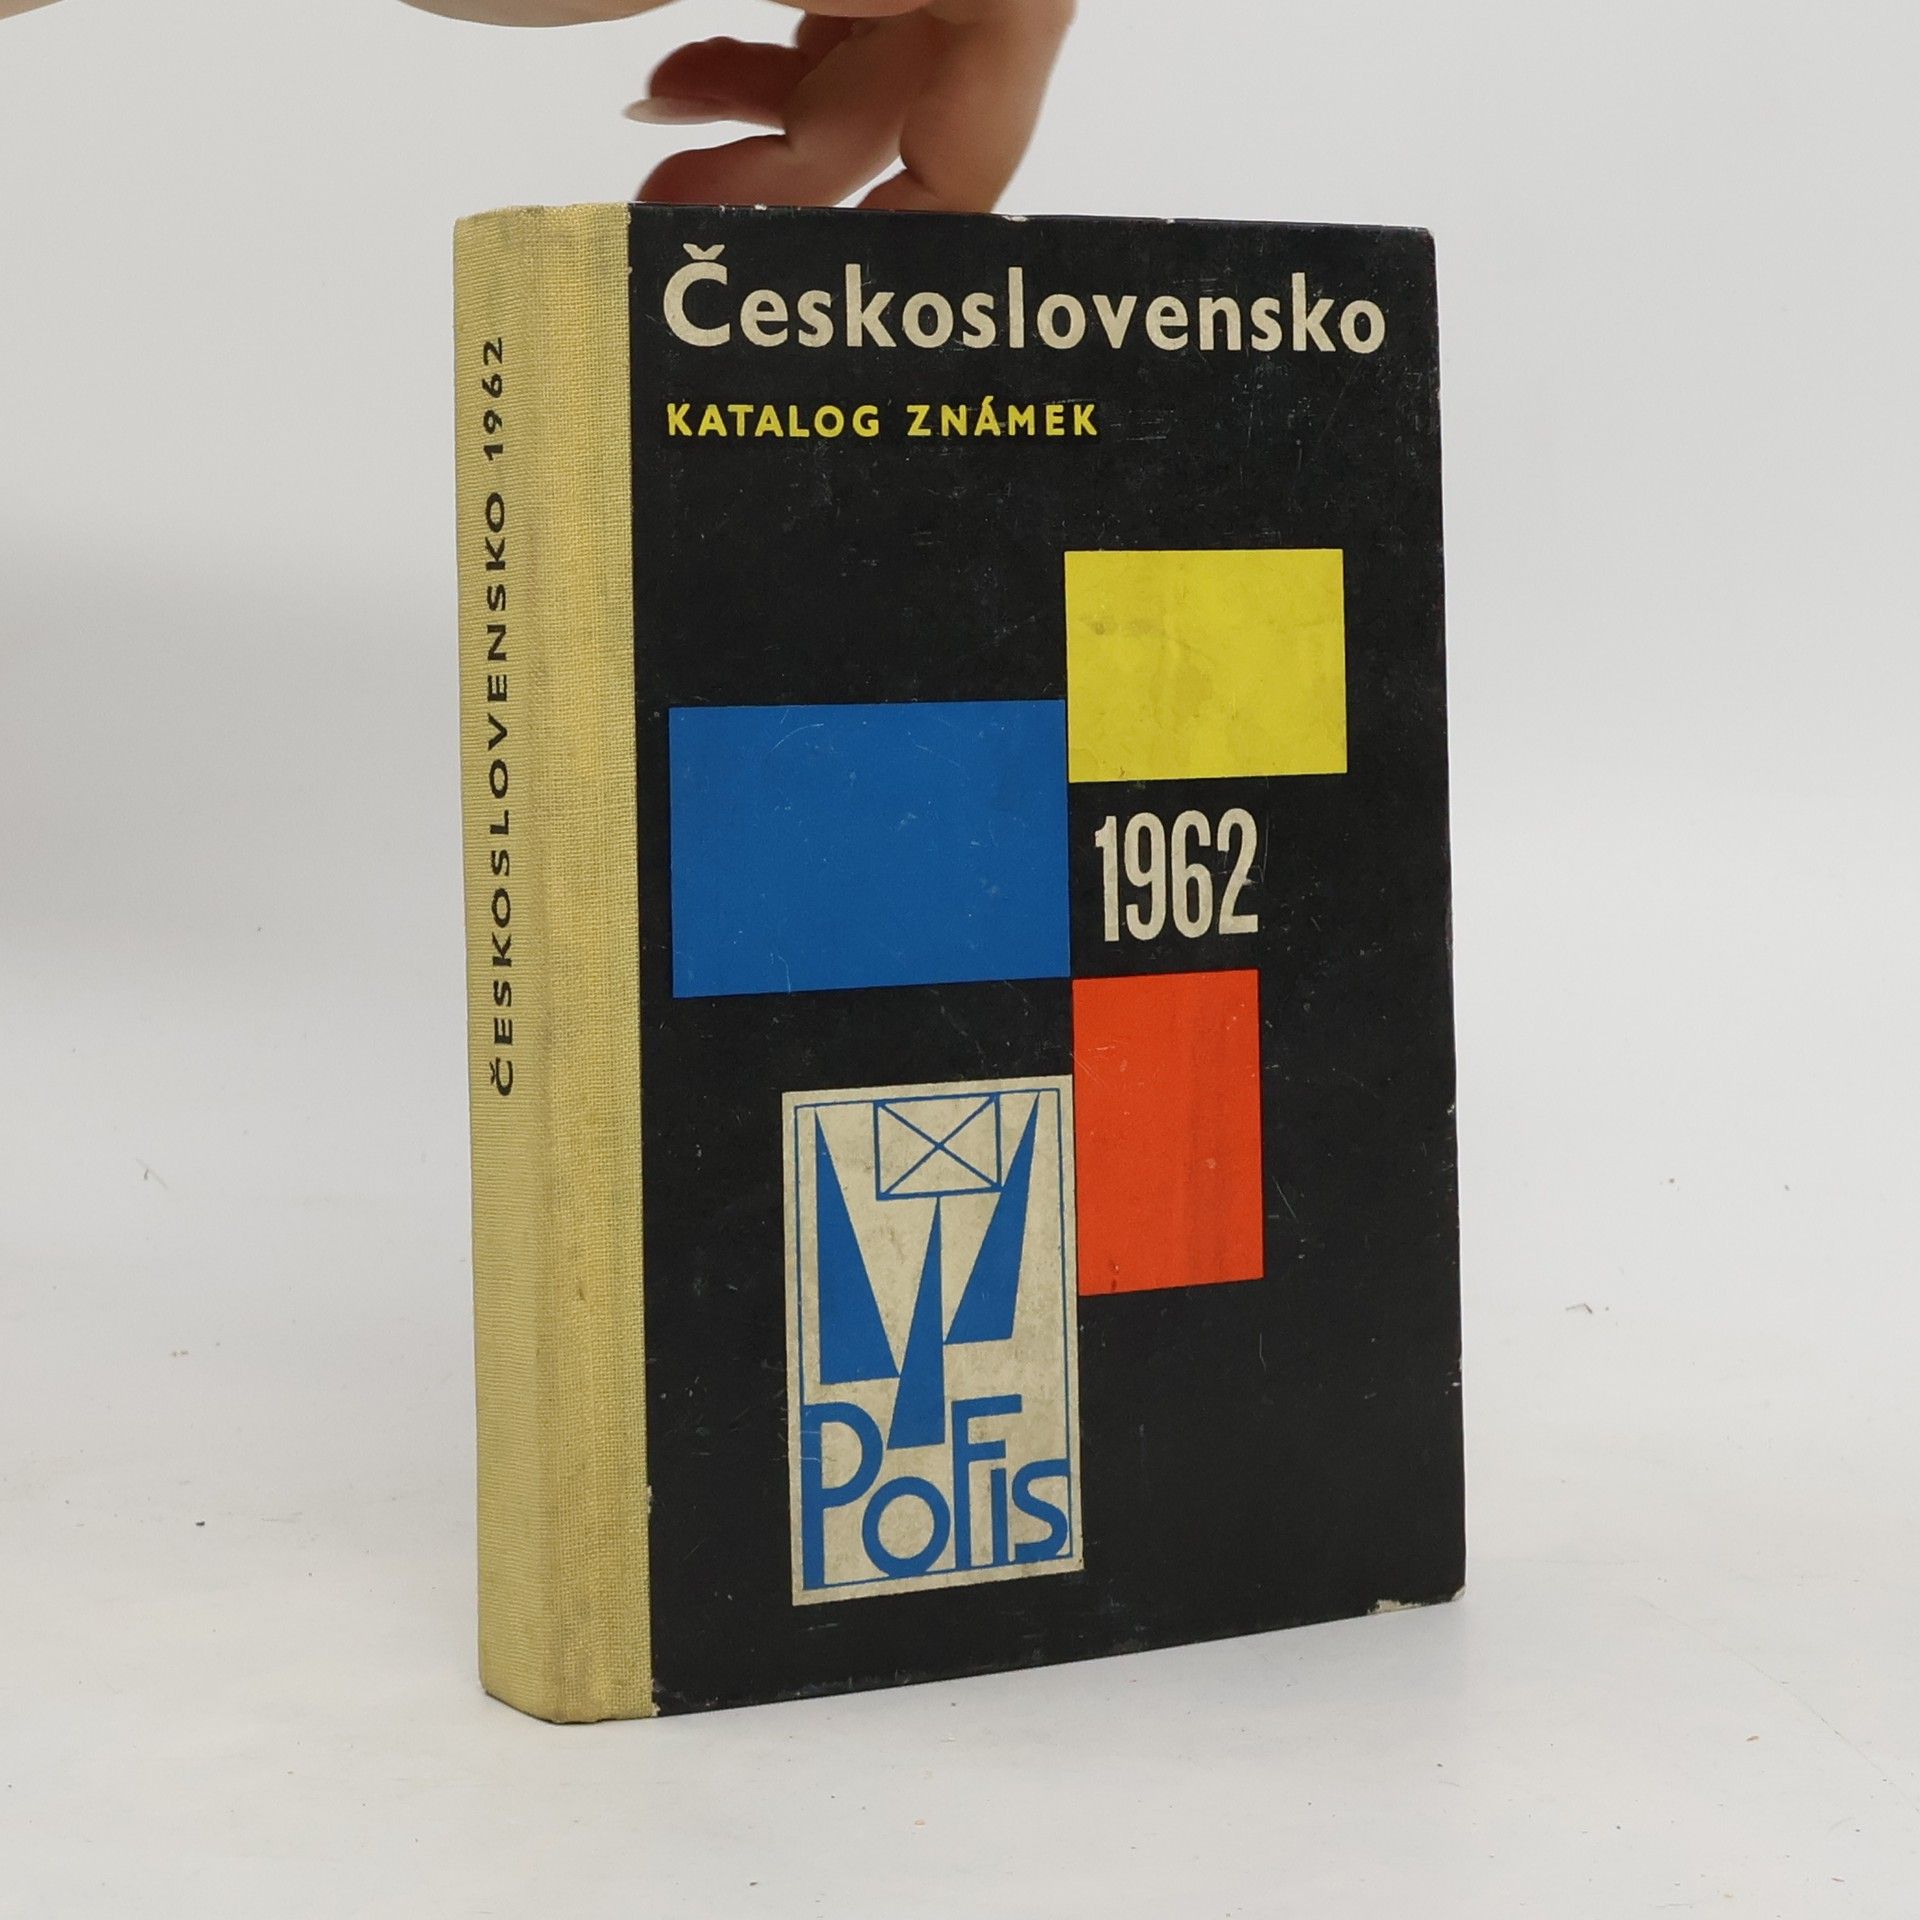 ČESKOSLOVENSKO 1962
Československo
KATALOG ZNÁMEK
1962
PoFis